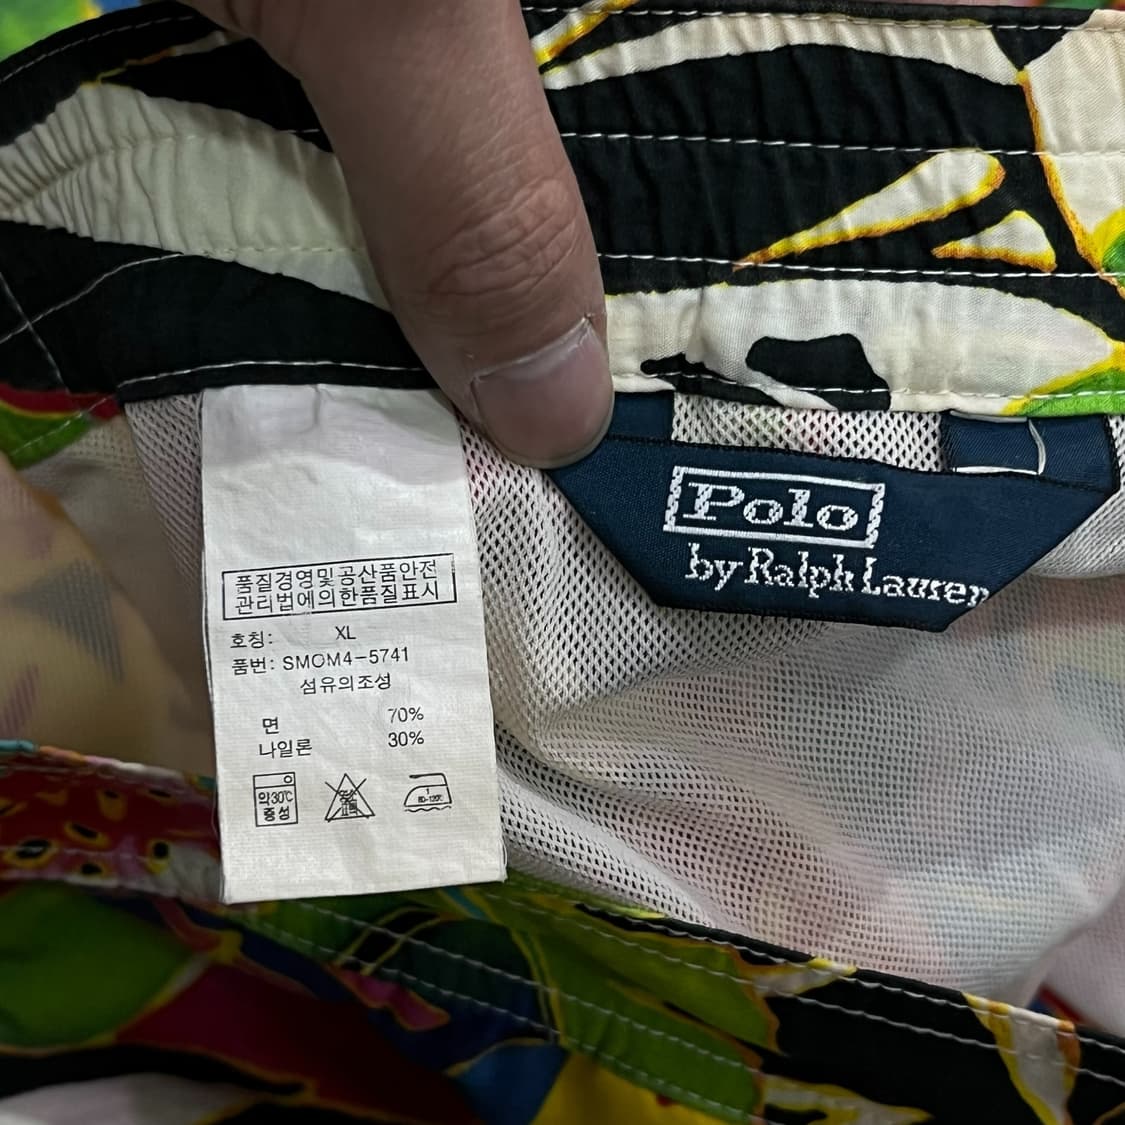 Polo
by Ralph Lauren
품질경영및공산품안전
관리법에의한품질표시
호칭: XL
품번: SMOM4-5741
섬유의조성
면 70%
나일론 30%
약30℃
중성